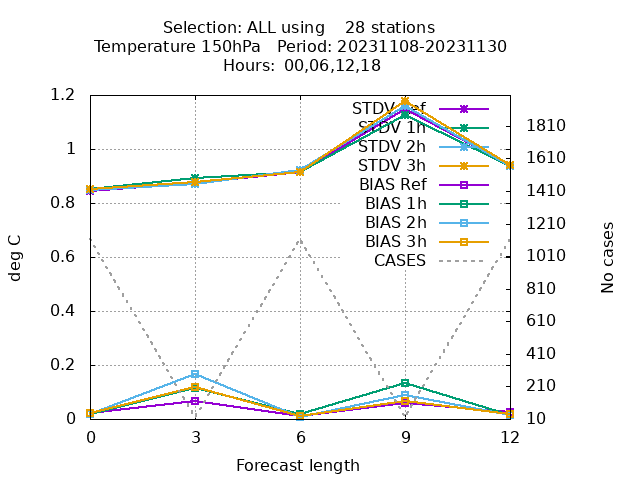 Selection: ALL using    28 stations
Temperature 150hPa   Period: 20231108-20231130
Hours: 00,06,12,18
STDV Ref
STDV 1h
STDV 2h
STDV 3h
BIAS Ref
BIAS 1h
BIAS 2h
BIAS 3h
CASES
deg C
1.2
1
0.8
0.6
0.4
0.2
0
No cases
1810
1610
1410
1210
1010
810
610
410
210
10
0 3 6 9 12
Forecast length